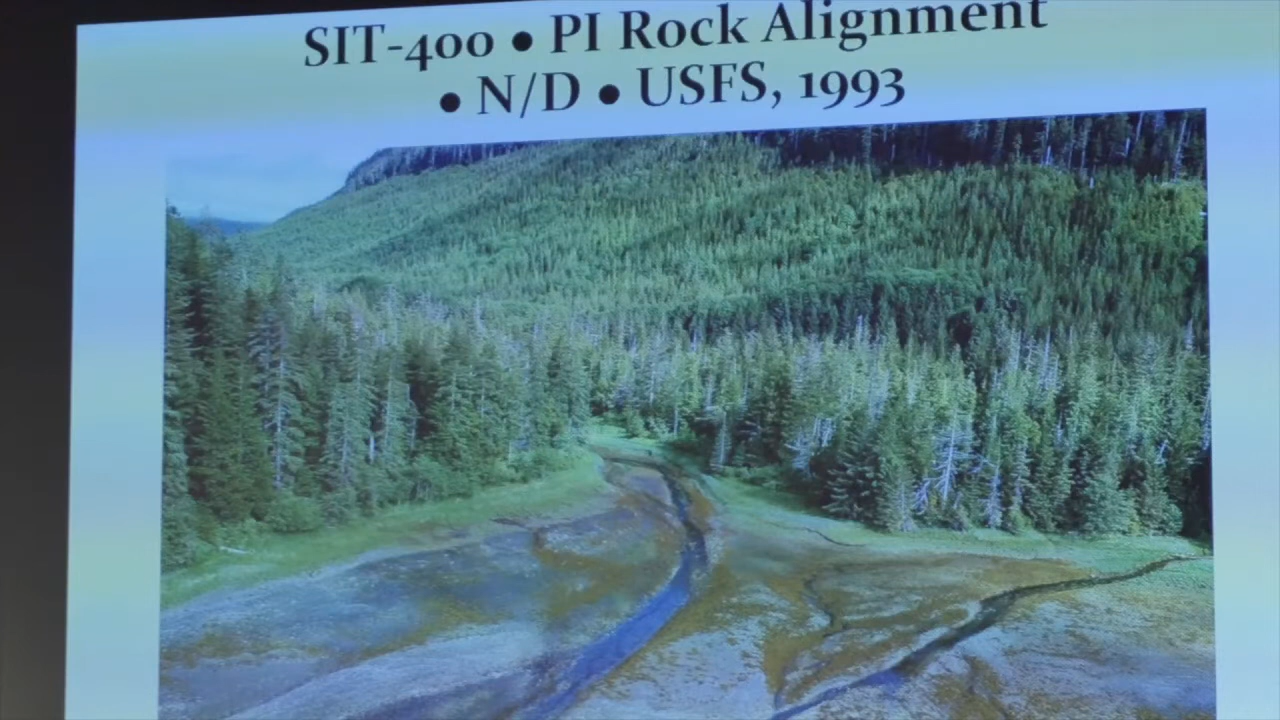 SIT-400 ● PI Rock Alignment
● N/D ● USFS, 1993